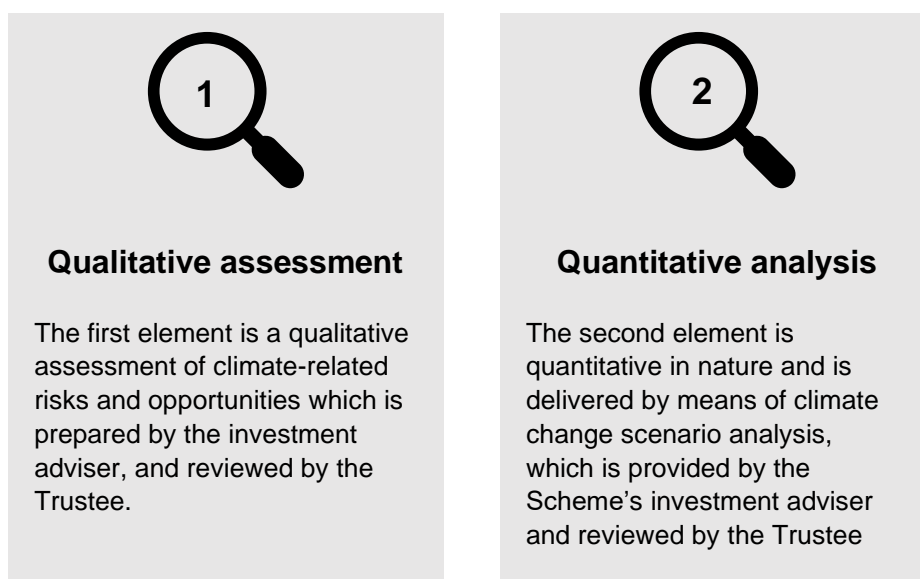 1
Qualitative assessment
The first element is a qualitative
assessment of climate-related
risks and opportunities which is
prepared by the investment
adviser, and reviewed by the
Trustee.
2
Quantitative analysis
The second element is
quantitative in nature and is
delivered by means of climate
change scenario analysis,
which is provided by the
Scheme’s investment adviser
and reviewed by the Trustee